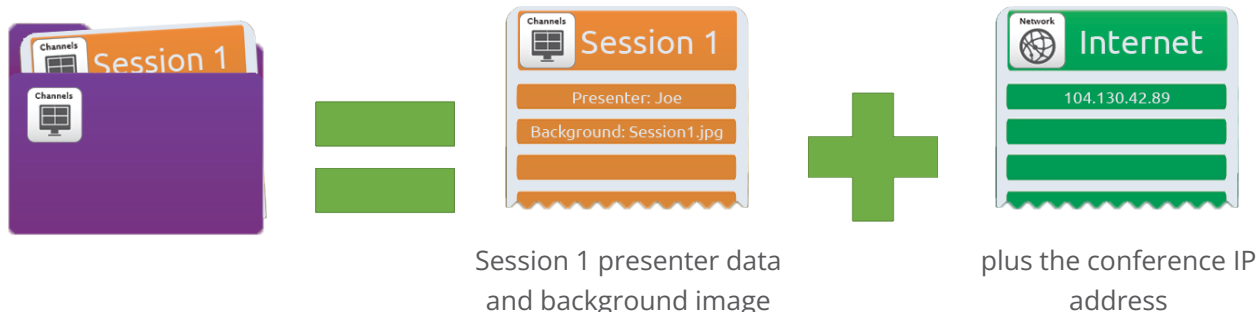 Channels
Session 1
Channels
Channels
Session 1
Presenter: Joe
Background: Session1.jpg
Network
Internet
104.130.42.89
Session 1 presenter data
and background image
plus the conference IP
address